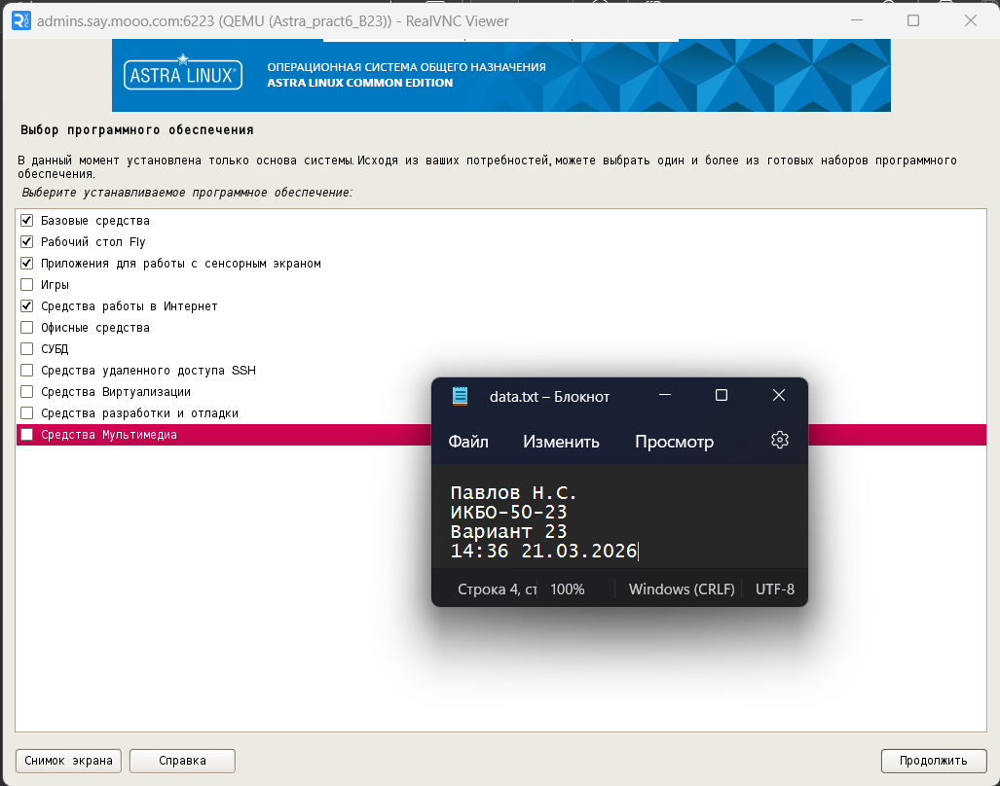 admins.say.mooo.com:6223 (QEMU (Astra_pract6_B23)) - RealVNC Viewer
ASTRA LINUX®
ОПЕРАЦИОННАЯ СИСТЕМА ОБЩЕГО НАЗНАЧЕНИЯ
ASTRA LINUX COMMON EDITION
Выбор программного обеспечения
В данный момент установлена только основа системы. Исходя из ваших потребностей, можете выбрать один и более из готовых наборов программного
обеспечения.
Выберите устанавливаемое программное обеспечение:
Базовые средства
Рабочий стол Fly
Приложения для работы с сенсорным экраном
Игры
Средства работы в Интернет
Офисные средства
СУБД
Средства удаленного доступа SSH
Средства Виртуализации
Средства разработки и отладки
Средства Мультимедиа
data.txt – Блокнот
Файл Изменить Просмотр
Павлов Н.С.
ИКБО-50-23
Вариант 23
14:36 21.03.2026
Строка 4, ст 100% Windows (CRLF) UTF-8
Снимок экрана Справка Продолжить